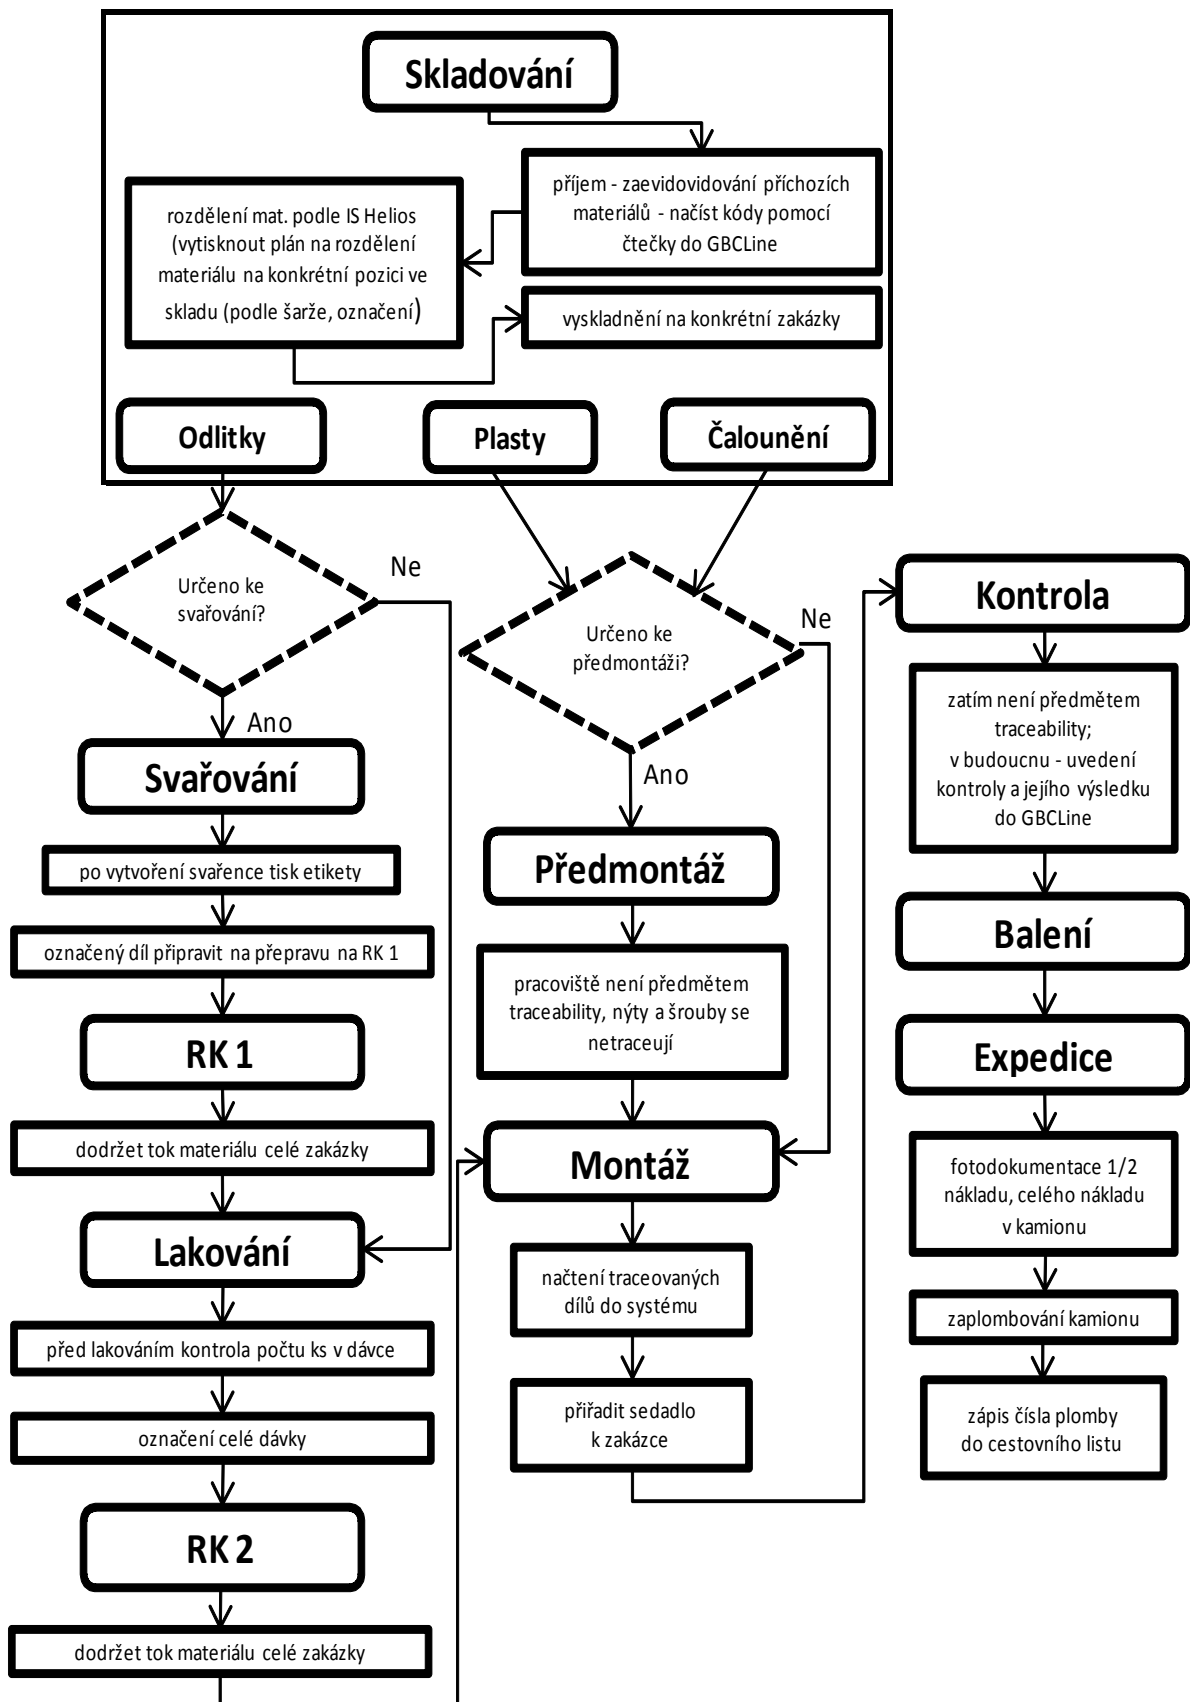 Skladování
příjem - zaevidovidování příchozích
materiálů - načíst kódy pomocí
čtečky do GBCLine
rozdělení mat. podle IS Helios
(vytisknout plán na rozdělení
materiálu na konkrétní pozici ve
skladu (podle šarže, označení)
vyskladnění na konkrétní zakázky
Odlitky
Plasty
Čalounění
Určeno ke
svařování?
Ne
Ano
Svařování
po vytvoření svařence tisk etikety
označený díl připravit na přepravu na RK 1
RK 1
dodržet tok materiálu celé zakázky
Lakování
před lakováním kontrola počtu ks v dávce
označení celé dávky
RK 2
dodržet tok materiálu celé zakázky
Určeno ke
předmontáži?
Ne
Ano
Předmontáž
pracoviště není předmětem
traceability, nýty a šrouby se
netraceují
Montáž
načtení traceovaných
dílů do systému
přiřadit sedadlo
k zakázce
Kontrola
zatím není předmětem
traceability;
v budoucnu - uvedení
kontroly a jejího výsledku
do GBCLine
Balení
Expedice
fotodokumentace 1/2
nákladu, celého nákladu
v kamionu
zaplombování kamionu
zápis čísla plomby
do cestovního listu